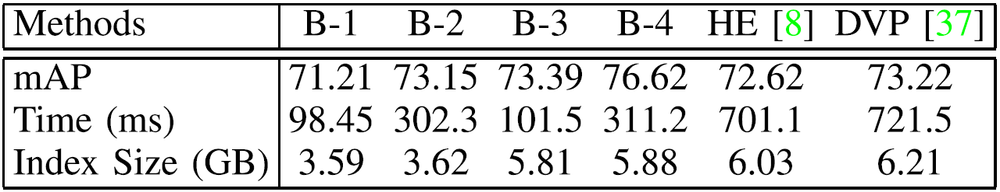 Methods B-1 B-2 B-3 B-4 HE [8] DVP [37]
mAP 71.21 73.15 73.39 76.62 72.62 73.22
Time (ms) 98.45 302.3 101.5 311.2 701.1 721.5
Index Size (GB) 3.59 3.62 5.81 5.88 6.03 6.21